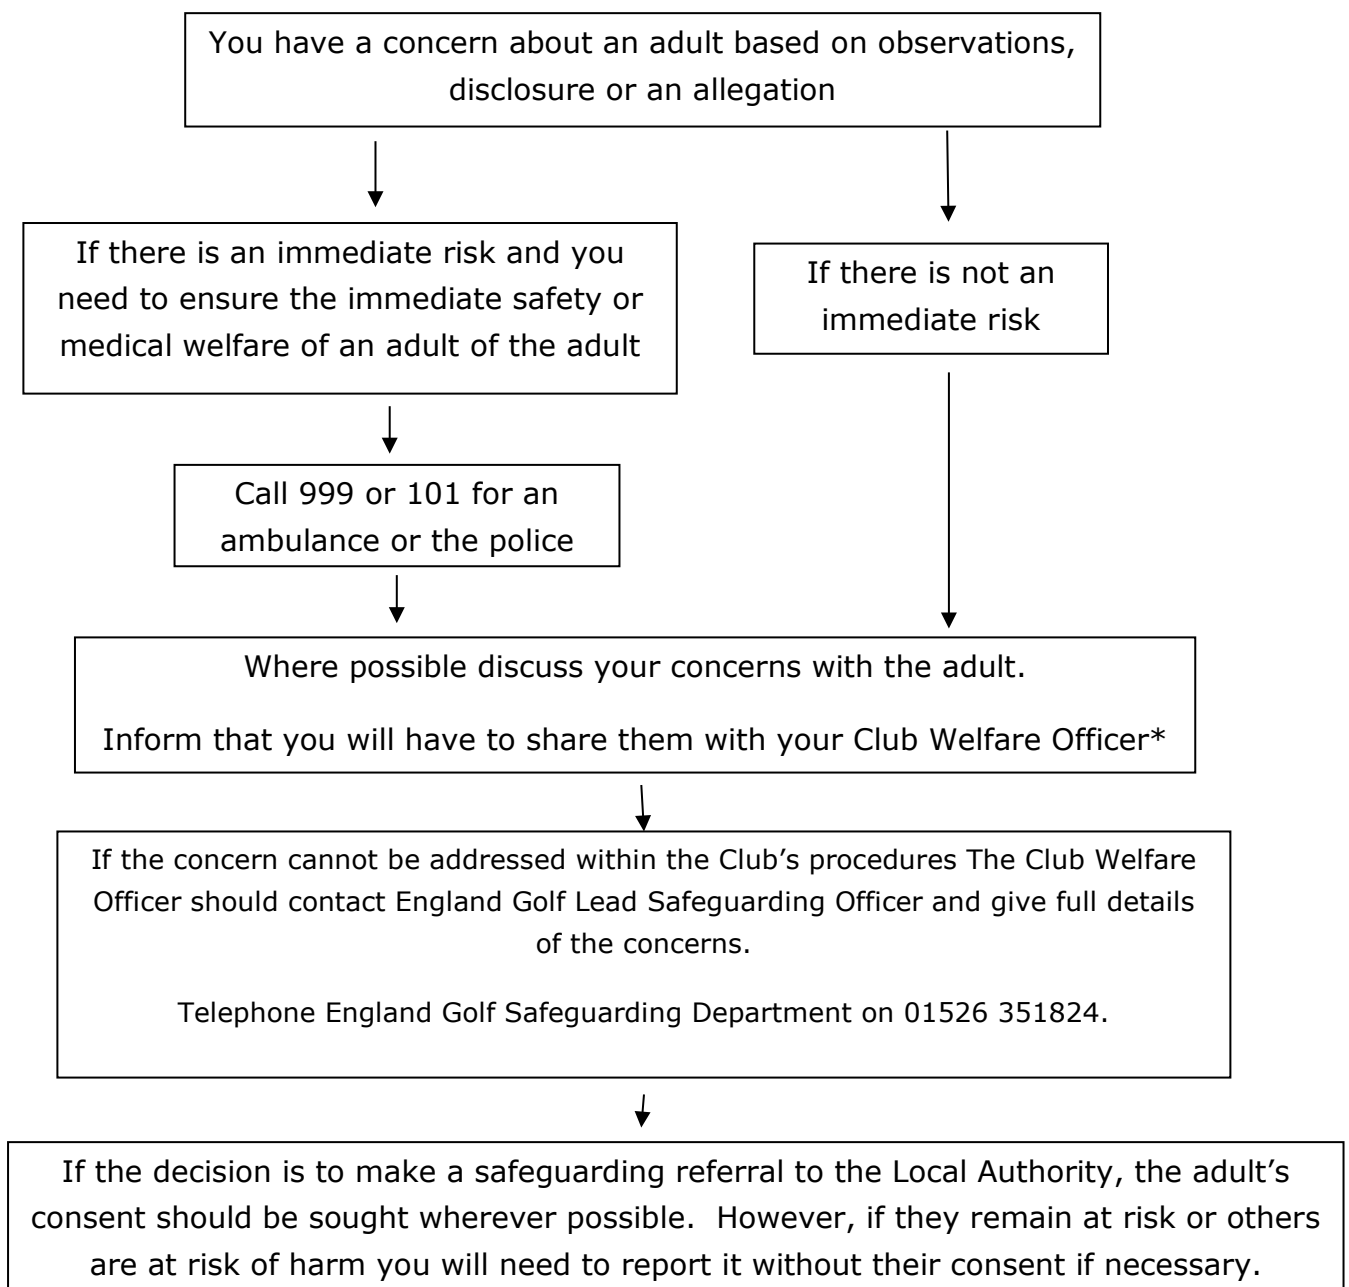 You have a concern about an adult based on observations,
disclosure or an allegation
If there is an immediate risk and you
need to ensure the immediate safety or
medical welfare of an adult of the adult
If there is not an
immediate risk
Call 999 or 101 for an
ambulance or the police
Where possible discuss your concerns with the adult.
Inform that you will have to share them with your Club Welfare Officer*
If the concern cannot be addressed within the Club’s procedures The Club Welfare
Officer should contact England Golf Lead Safeguarding Officer and give full details
of the concerns.
Telephone England Golf Safeguarding Department on 01526 351824.
If the decision is to make a safeguarding referral to the Local Authority, the adult’s
consent should be sought wherever possible.  However, if they remain at risk or others
are at risk of harm you will need to report it without their consent if necessary.